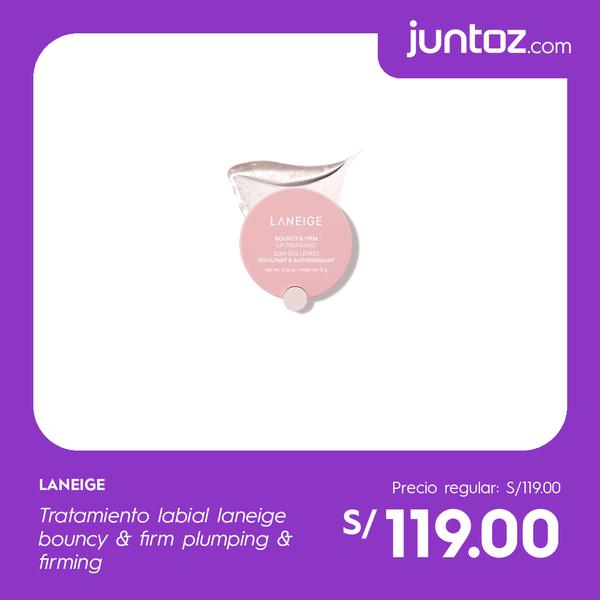 juntoz.com
LANEIGE
BOUNCY & FIRM
LIP TREATMENT
SOIN DES LÈVRES
REPULPANT & RAFFERMISSANT
LANEIGE
Tratamiento labial laneige
bouncy & firm plumping &
firming
Precio regular: S/119.00
S/119.00